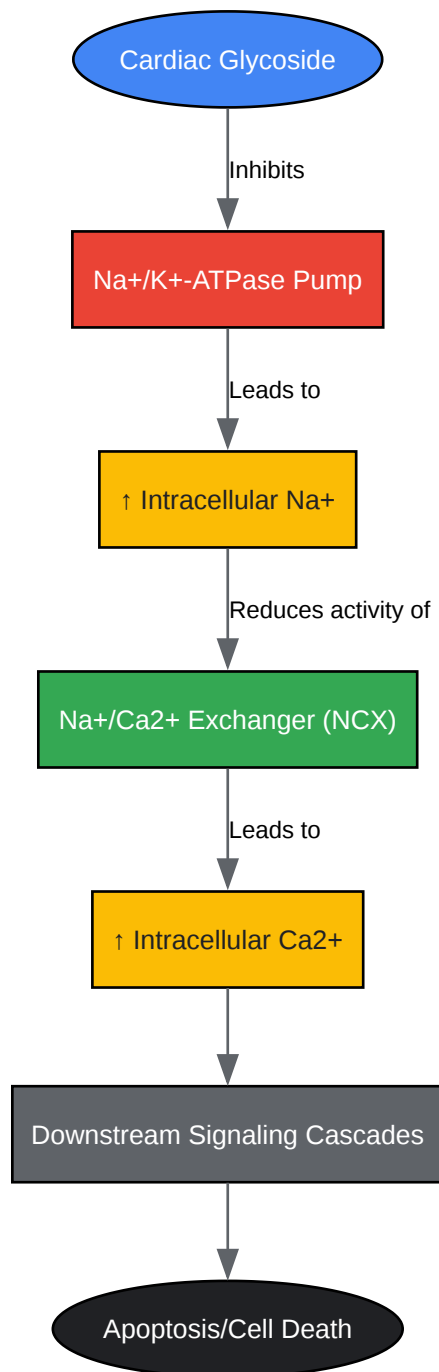 Cardiac Glycoside
Inhibits
Na+/K+-ATPase Pump
Leads to
↑ Intracellular Na+
Reduces activity of
Na+/Ca2+ Exchanger (NCX)
Leads to
↑ Intracellular Ca2+
Downstream Signaling Cascades
Apoptosis/Cell Death